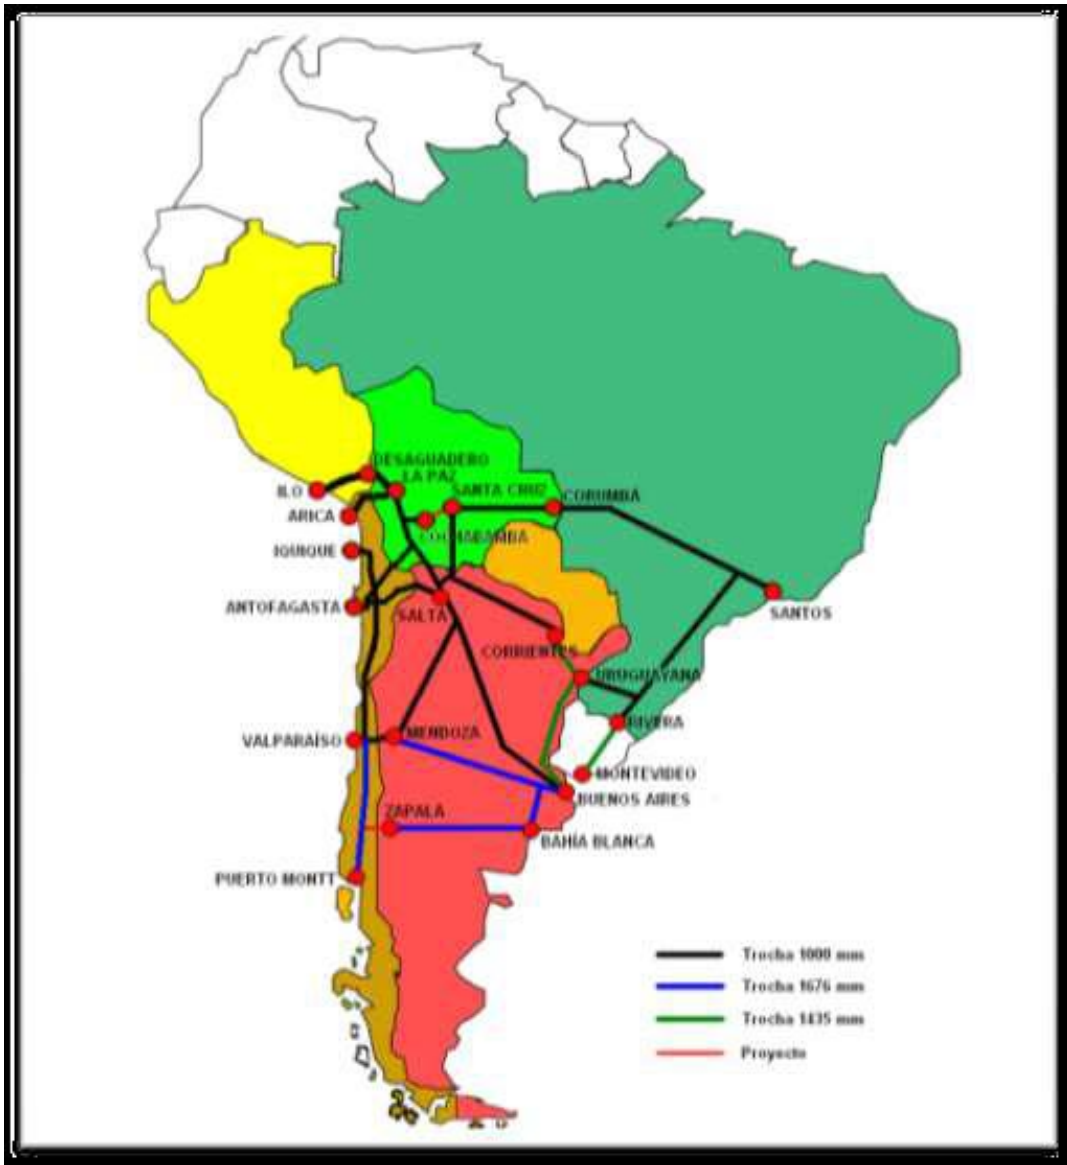 DESAGUADERO
LA PAZ
ILO
SANTA CRUZ
CORUMBÁ
ARICA
COCHABAMBA
IQUIQUE
ANTOFAGASTA
SALTA
SANTOS
CORRIENTES
URUGUAYANA
RIVERA
VALPARAÍSO
MENDOZA
MONTEVIDEO
BUENOS AIRES
ZAPALA
BAHÍA BLANCA
PUERTO MONTT
Trocha 1000 mm
Trocha 1676 mm
Trocha 1435 mm
Proyecto